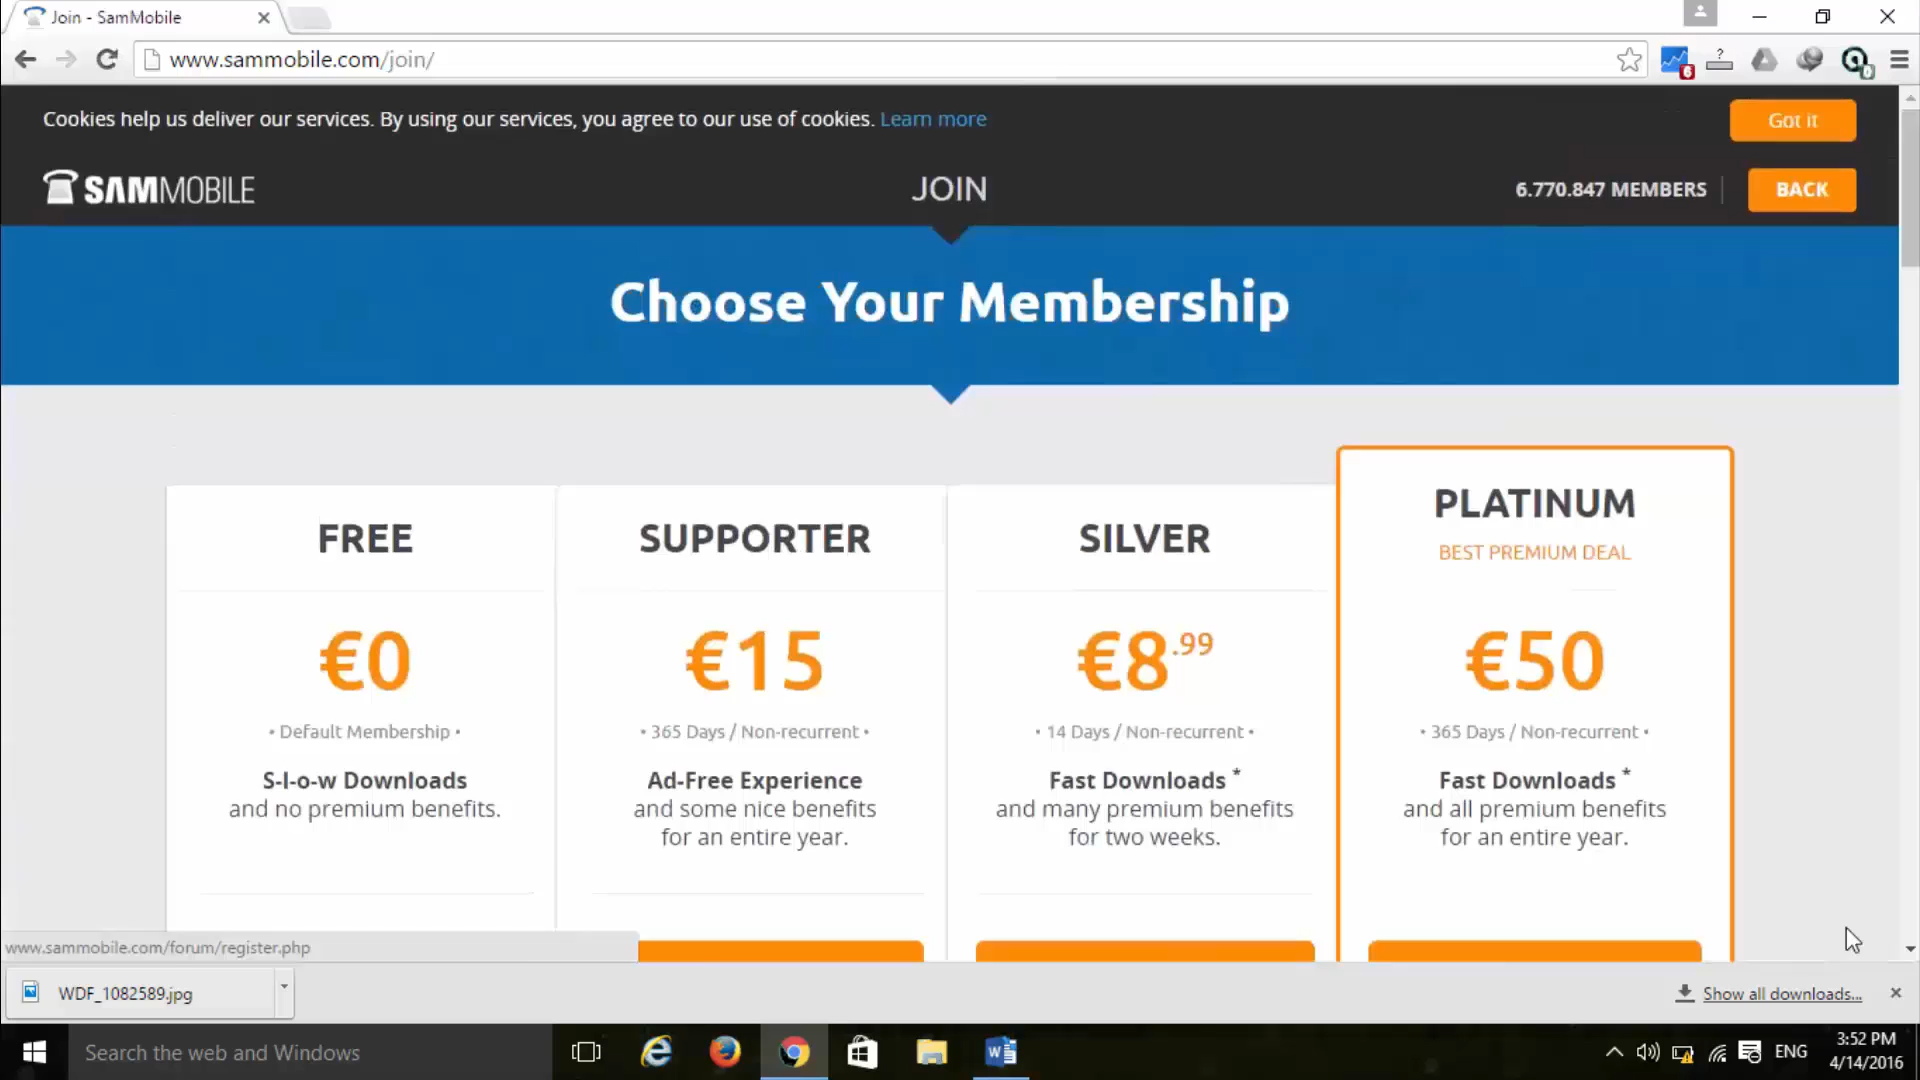 Join - SamMobile
www.sammobile.com/join/
6
?
0
Cookies help us deliver our services. By using our services, you agree to our use of cookies. Learn more
Got it
SAMMOBILE
JOIN
6.770.847 MEMBERS
BACK
Choose Your Membership
FREE
€0
• Default Membership •
S-l-o-w Downloads
and no premium benefits.
SUPPORTER
€15
• 365 Days / Non-recurrent •
Ad-Free Experience
and some nice benefits
for an entire year.
SILVER
€8.99
• 14 Days / Non-recurrent •
Fast Downloads *
and many premium benefits
for two weeks.
PLATINUM
BEST PREMIUM DEAL
€50
• 365 Days / Non-recurrent •
Fast Downloads *
and all premium benefits
for an entire year.
www.sammobile.com/forum/register.php
WDF_1082589.jpg
Show all downloads...
Search the web and Windows
ENG
3:52 PM
4/14/2016